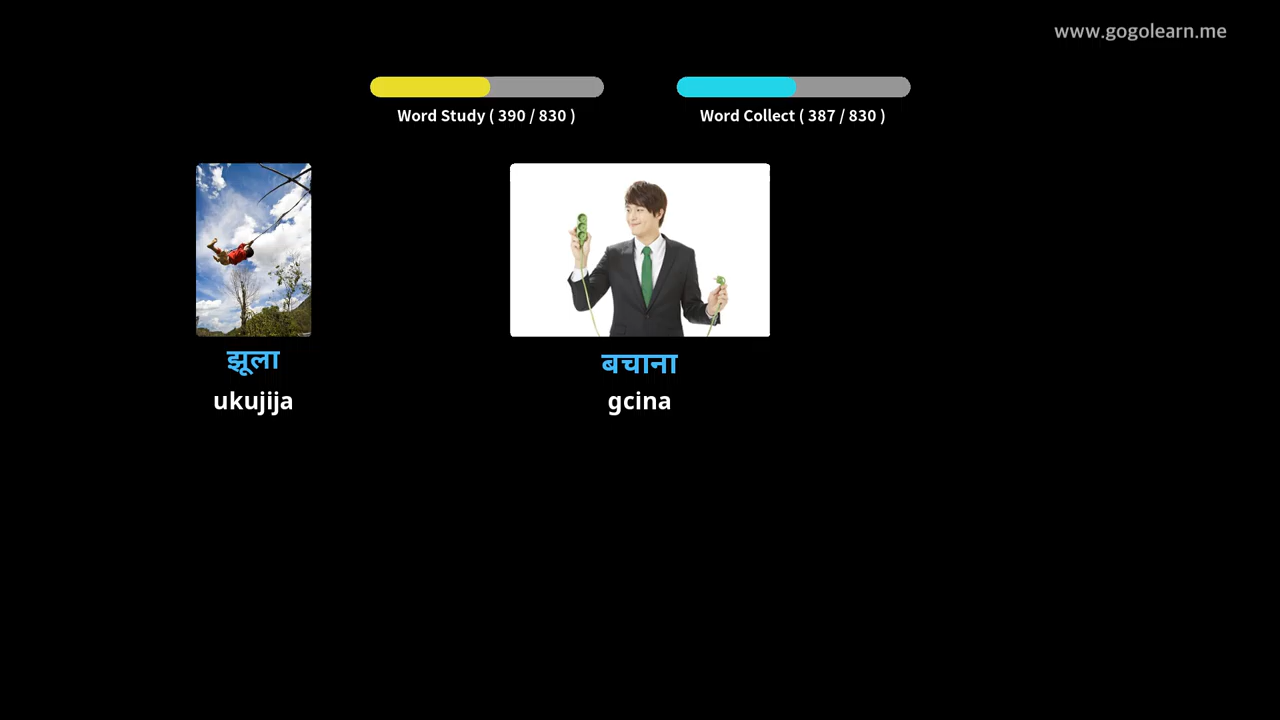 www.gogolearn.me
Word Study ( 390 / 830 )
Word Collect ( 387 / 830 )
झूला
ukujija
बचाना
gcina